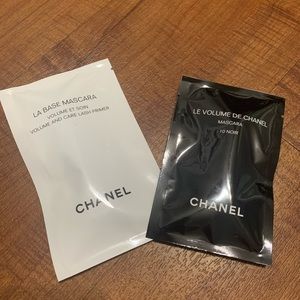 LA BASE MASCARA
VOLUME ET SOIN
VOLUME AND CARE LASH PRIMER
CHANEL
LE VOLUME DE CHANEL
MASCARA
10 NOIR
CHANEL